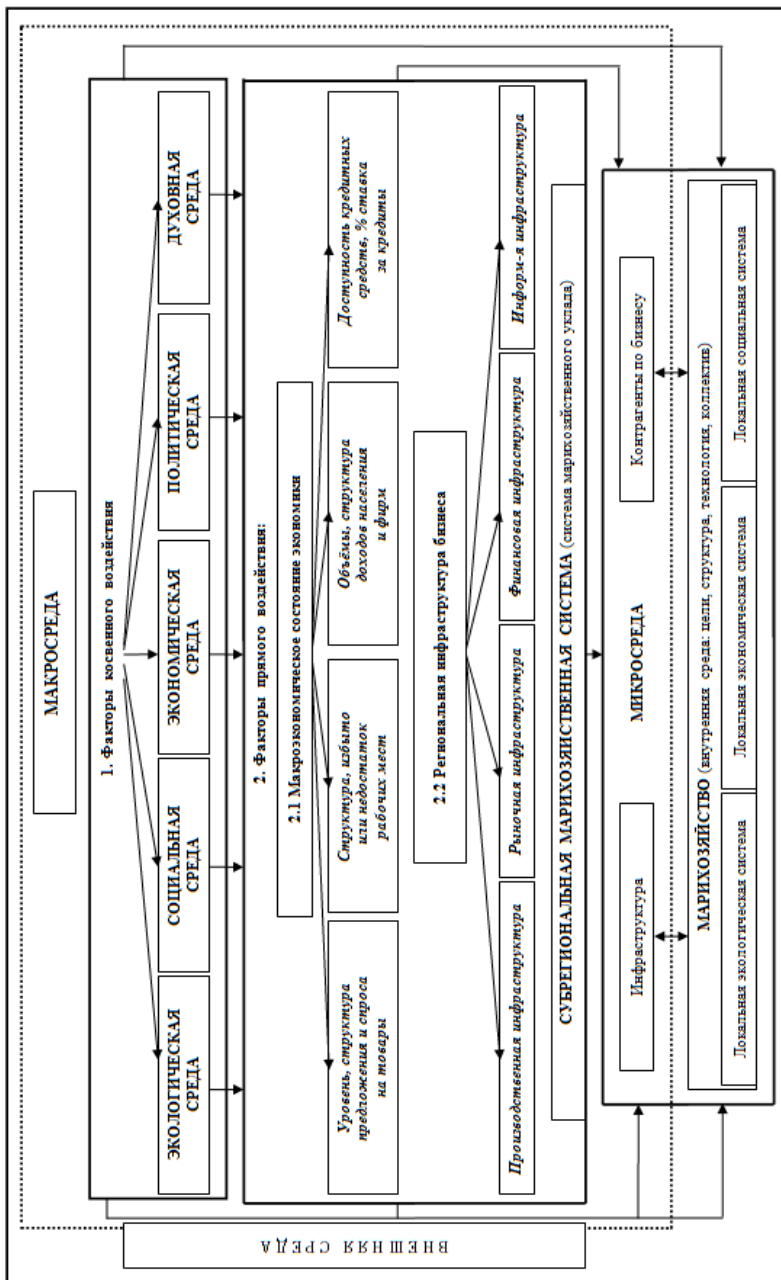 ВНЕШНЯЯ СРЕДА
МАКРОСРЕДА
1. Факторы косвенного воздействия
ЭКОЛОГИЧЕСКАЯ
СРЕДА
СОЦИАЛЬНАЯ
СРЕДА
ЭКОНОМИЧЕСКАЯ
СРЕДА
ПОЛИТИЧЕСКАЯ
СРЕДА
ДУХОВНАЯ
СРЕДА
2. Факторы прямого воздействия:
2.1 Макроэкономическое состояние экономики
Уровень, структура
предложения и спроса
на товары
Структура, избыто
или недостаток
рабочих мест
Объёмы, структура
доходов населения
и фирм
Доступность кредитных
средств, % ставка
за кредиты
2.2 Региональная инфраструктура бизнеса
Производственная инфраструктура
Рыночная инфраструктура
Финансовая инфраструктура
Информ-я инфраструктура
СУБРЕГИОНАЛЬНАЯ МАРИХОЗЯЙСТВЕННАЯ СИСТЕМА (система марихозяйственного уклада)
МИКРОСРЕДА
Инфраструктура
Контрагенты по бизнесу
МАРИХОЗЯЙСТВО (внутренняя среда: цели, структура, технология, коллектив)
Локальная экологическая система
Локальная экономическая система
Локальная социальная система